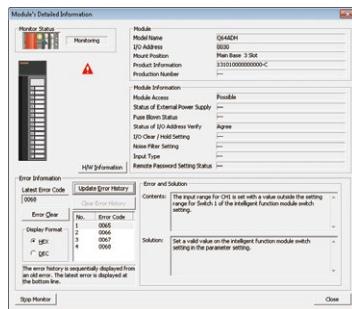 Module's Detailed Information
Monitor Status
Monitoring
H/W Information
Module
Model Name Q64ADH
I/O Address 0030
Mount Position Main Base 3 Slot
Product Information 131010000000000-C
Production Number ---
Module Information
Module Access Possible
Status of External Power Supply ---
Fuse Blown Status ---
Status of I/O Address Verify Agree
I/O Clear / Hold Setting ---
Noise Filter Setting ---
Input Type ---
Remote Password Setting Status ---
Error Information
Latest Error Code
0068
Error Clear
Display Format
HEX
DEC
Update Error History
Clear Error History
No. Error Code
1 0065
2 0066
3 0067
4 0068
The error history is
sequentially displayed from
an old error. The latest error is displayed at
the bottom line.
Error and Solution
Contents: The input range for CH1 is set with a value outside the setting
range for Switch 1 of the intelligent function module switch
setting.
Solution: Set a valid value on the intelligent function module switch
setting in the parameter setting.
Stop Monitor
Close